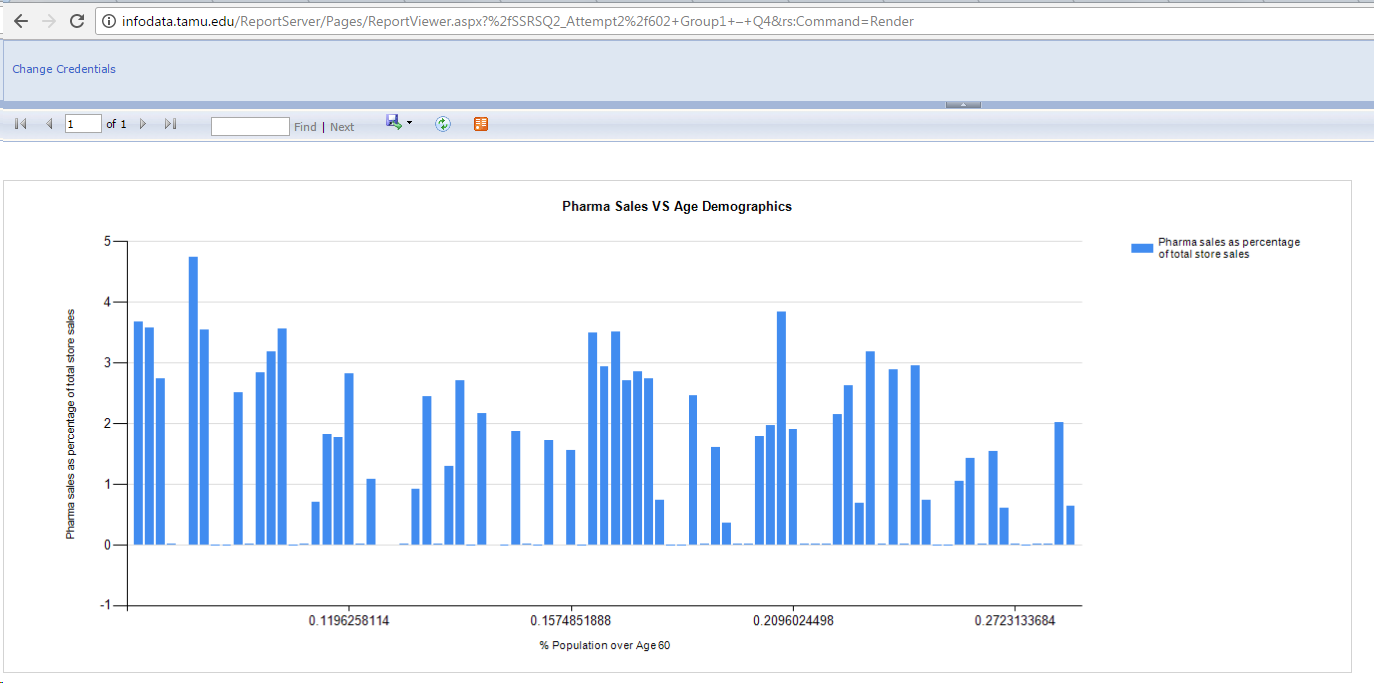 infodata.tamu.edu/ReportServer/Pages/ReportViewer.aspx?%2fSSRSQ2_Attempt2%2f602+Group1+–+Q4&rs:Command=Render
Change Credentials
1 of 1 Find | Next
Pharma Sales VS Age Demographics
Pharma sales as percentage
of total store sales
Pharma sales as percentage of total store sales
5
4
3
2
1
0
-1
0.1196258114 0.1574851888 0.2096024498 0.2723133684
% Population over Age 60